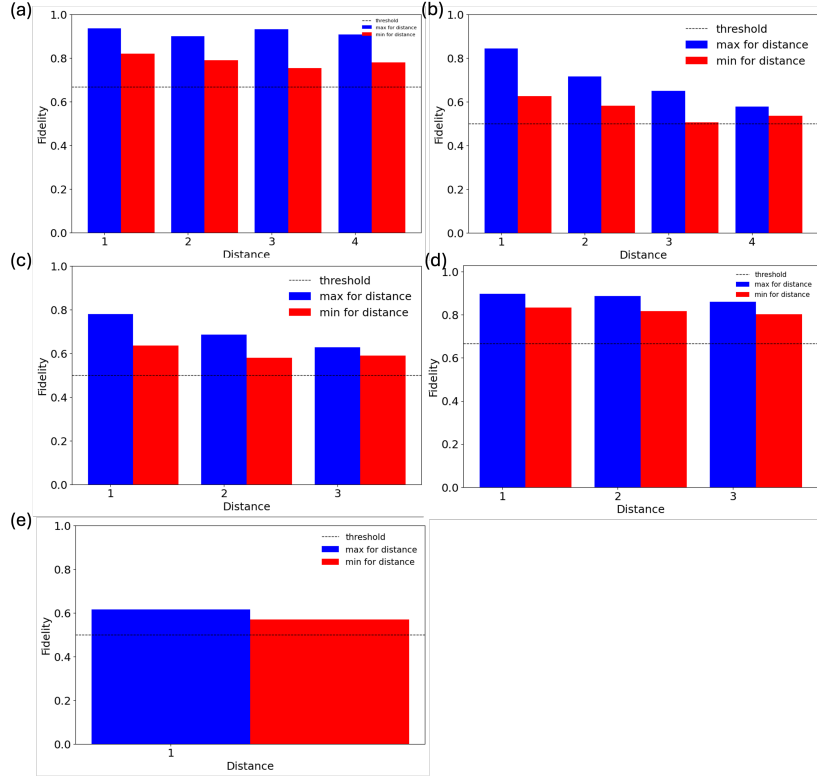 (a)
1.0
0.8
0.6
0.4
0.2
0.0
Fidelity
threshold
max for distance
min for distance
1 2 3 4
Distance
(b)
1.0
0.8
0.6
0.4
0.2
0.0
Fidelity
threshold
max for distance
min for distance
1 2 3 4
Distance
(c)
1.0
0.8
0.6
0.4
0.2
0.0
Fidelity
threshold
max for distance
min for distance
1 2 3
Distance
(d)
1.0
0.8
0.6
0.4
0.2
0.0
Fidelity
threshold
max for distance
min for distance
1 2 3
Distance
(e)
1.0
0.8
0.6
0.4
0.2
0.0
Fidelity
threshold
max for distance
min for distance
1
Distance